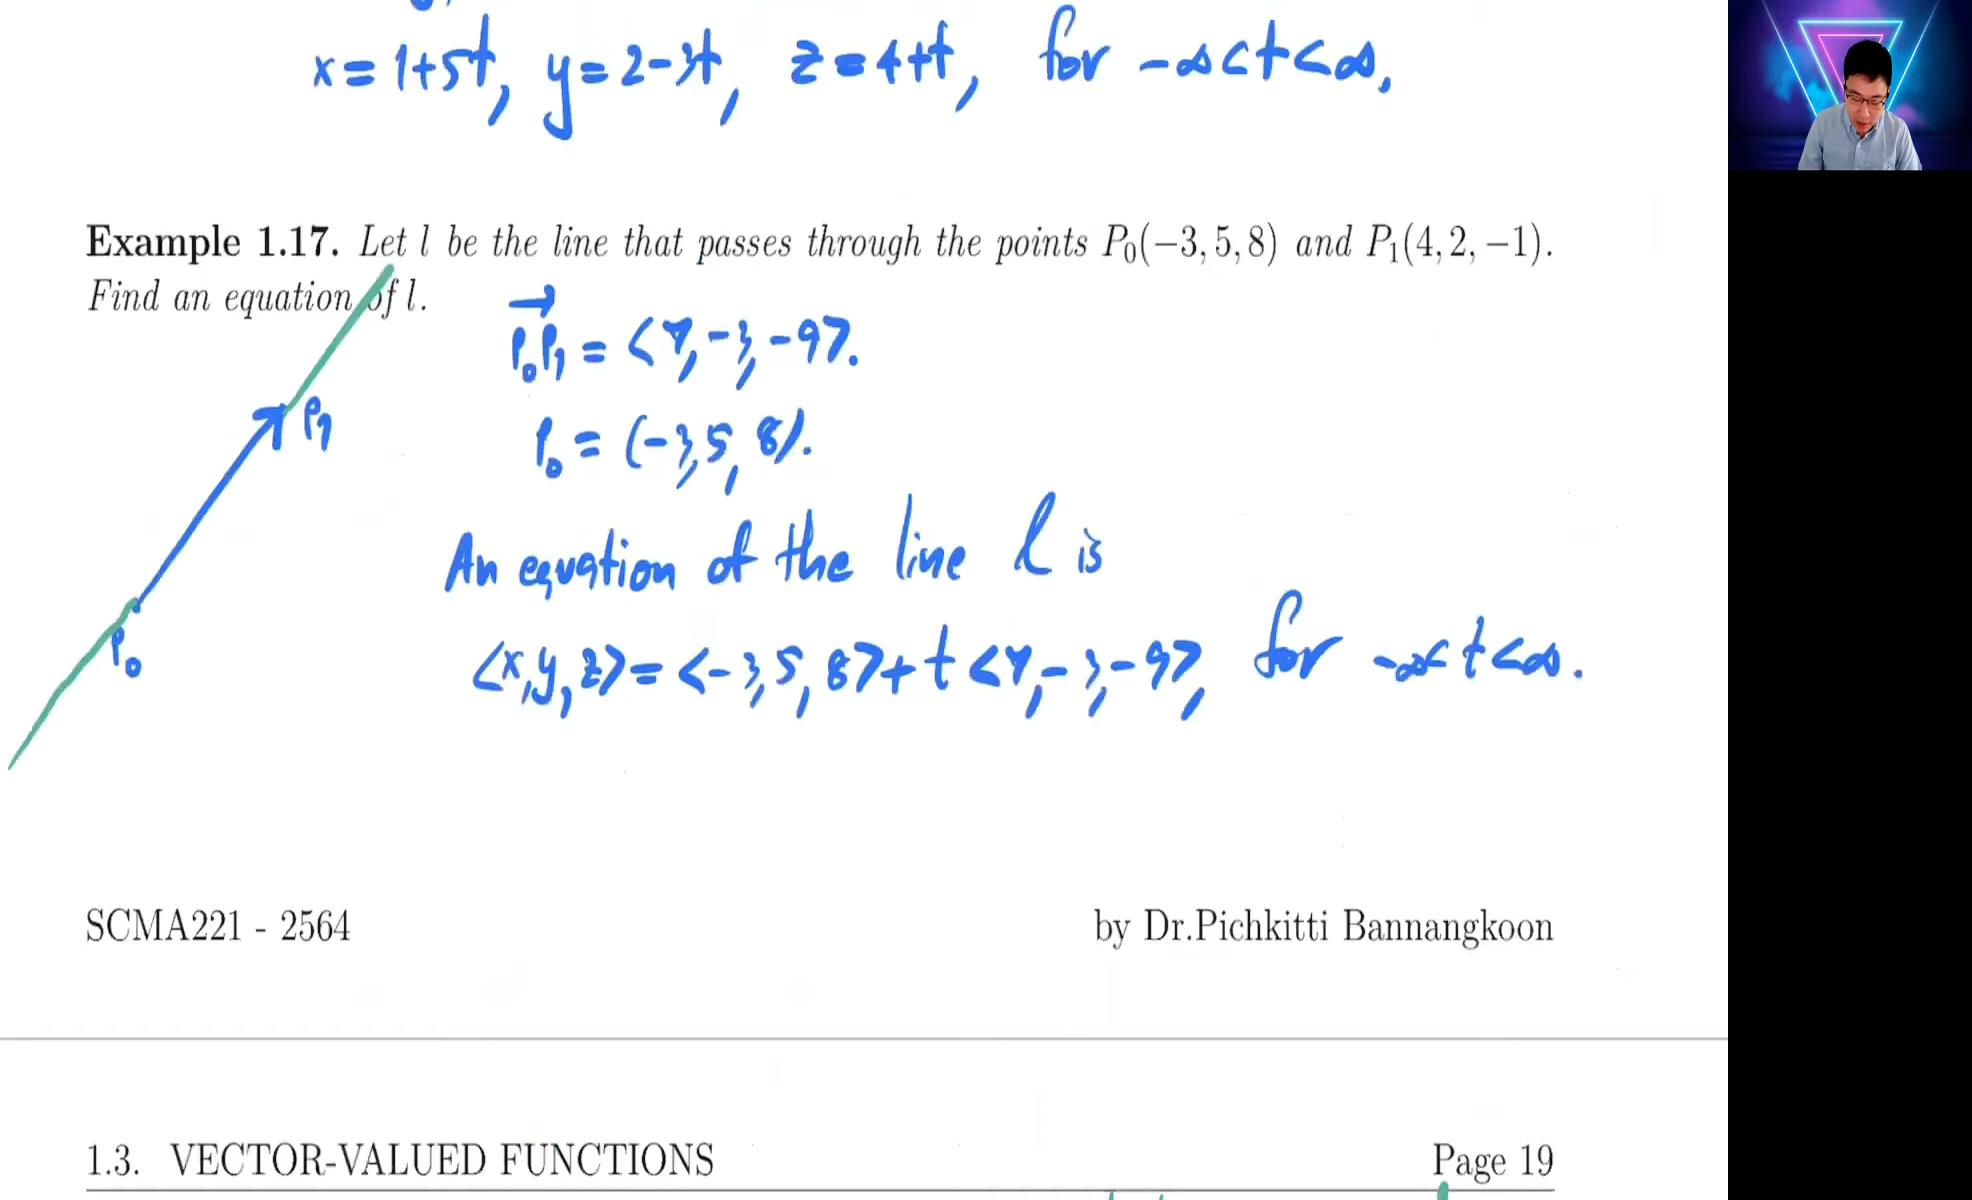 x = 1+5t, y = 2-3t, z = 4+t, for -∞<t<∞.
Example 1.17. Let l be the line that passes through the points P₀(−3, 5, 8) and P₁(4, 2, −1).
Find an equation of l.
P₀P₁ = <7, -3, -9>.
P₁
P₀ = (-3, 5, 8).
An equation of the line l is
P₀
<x, y, z> = <-3, 5, 8> + t <7, -3, -9>, for -∞<t<∞.
SCMA221 - 2564 by Dr.Pichkitti Bannangkoon
1.3. VECTOR-VALUED FUNCTIONS Page 19